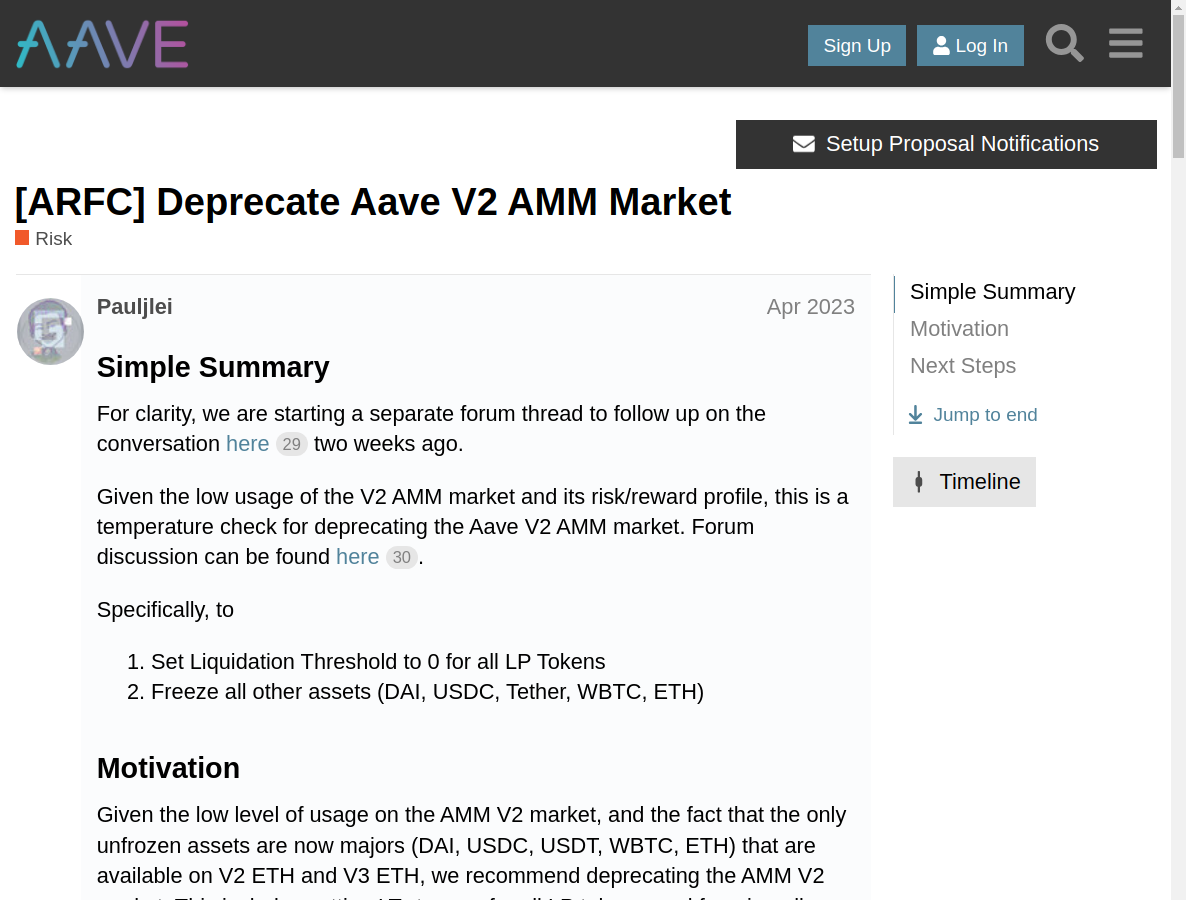 AAVE
Sign Up
Log In
Setup Proposal Notifications
[ARFC] Deprecate Aave V2 AMM Market
Risk
Pauljlei
Apr 2023
Simple Summary
For clarity, we are starting a separate forum thread to follow up on the
conversation here 29 two weeks ago.
Given the low usage of the V2 AMM market and its risk/reward profile, this is a
temperature check for deprecating the Aave V2 AMM market. Forum
discussion can be found here 30.
Specifically, to
1. Set Liquidation Threshold to 0 for all LP Tokens
2. Freeze all other assets (DAI, USDC, Tether, WBTC, ETH)
Motivation
Given the low level of usage on the AMM V2 market, and the fact that the only
unfrozen assets are now majors (DAI, USDC, USDT, WBTC, ETH) that are
available on V2 ETH and V3 ETH, we recommend deprecating the AMM V2
Simple Summary
Motivation
Next Steps
Jump to end
Timeline